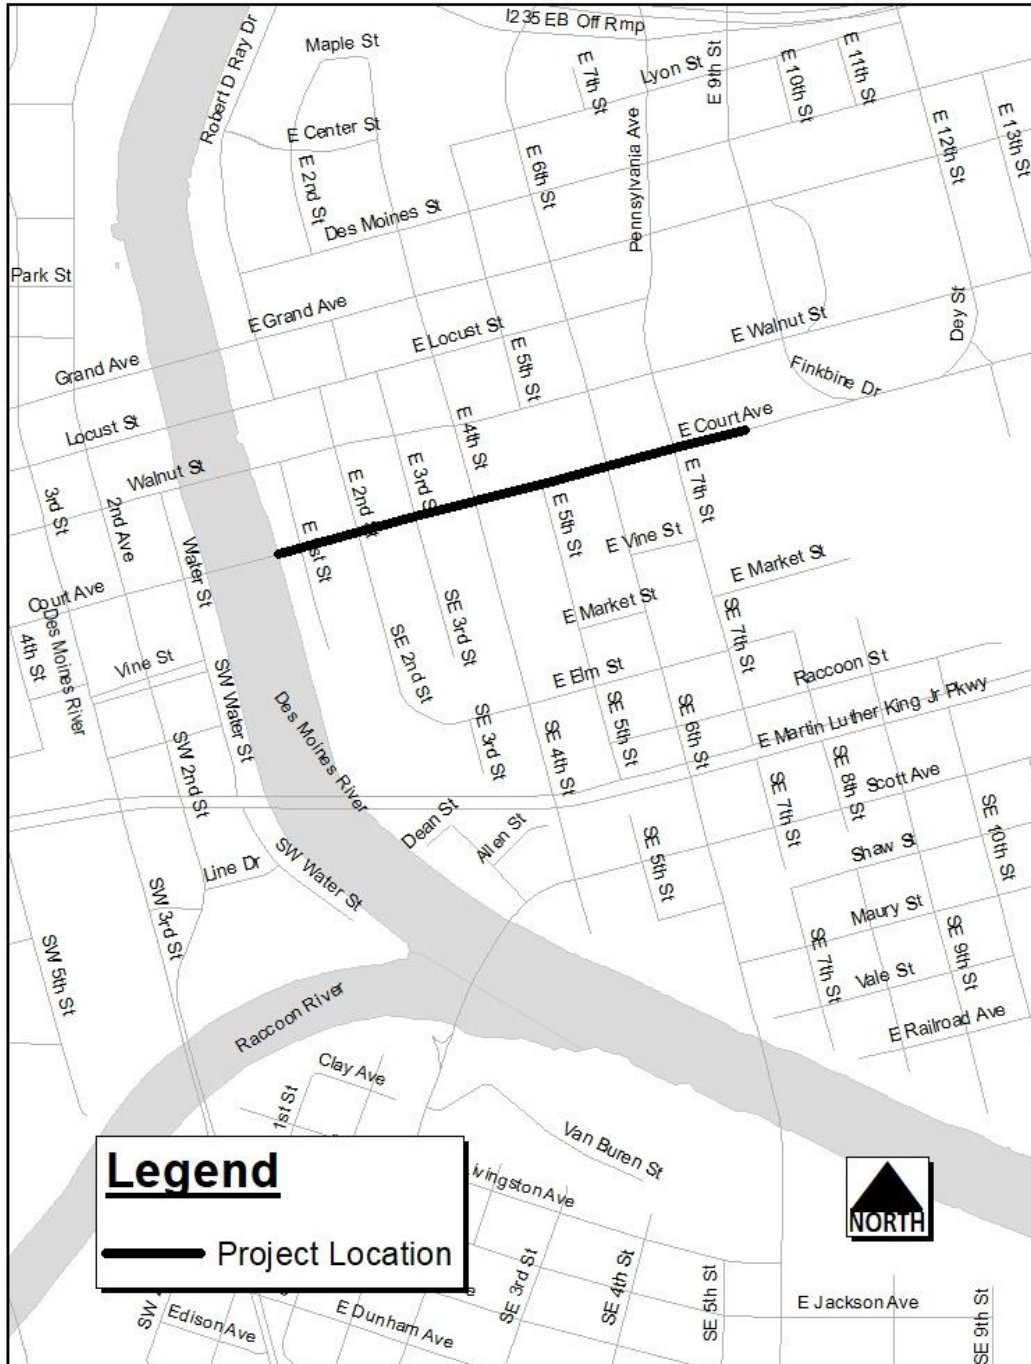 I235 EB Off Rmp
Robert D Ray Dr
Maple St
E 7th St
Lyon St
E 9th St
E 10th St
E 11th St
E Center St
E 2nd St
E 6th St
Pennsylvania Ave
E 12th St
E 13th St
Des Moines St
Park St
E Grand Ave
E Locust St
E 5th St
E Walnut St
Dey St
Grand Ave
Finkbine Dr
Locust St
E 4th St
E Court Ave
Walnut St
3rd St
2nd Ave
E 2nd St
E 3rd St
E 7th St
E 5th St
Water St
E Vine St
Court Ave
E Market St
E Market St
4th St
Des Moines River
Vine St
SE 3rd St
SE 7th St
SE 2nd St
E Elm St
Raccoon St
SW Water St
Des Moines River
SE 3rd St
SE 4th St
SE 5th St
SE 6th St
E Martin Luther King Jr Pkwy
SW 2nd St
SE 7th St
SE 8th St
Scott Ave
Dean St
Allen St
SE 5th St
SE 10th St
Shaw St
Line Dr
SW Water St
SW 3rd St
Maury St
SW 5th St
SE 7th St
Vale St
SE 9th St
Raccoon River
E Railroad Ave
Clay Ave
1st St
Van Buren St
Legend
Livingston Ave
NORTH
Project Location
SE 3rd St
SE 4th St
SE 5th St
E Jackson Ave
SE 9th St
SW
Edison Ave
E Dunham Ave